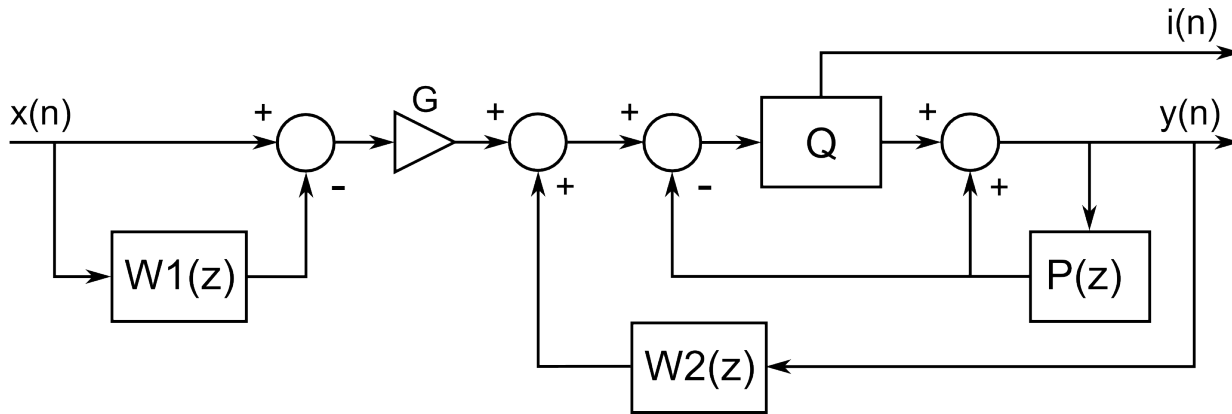 i(n)
x(n)
G
y(n)
+
+
+
+
Q
-
+
-
+
W1(z)
P(z)
W2(z)